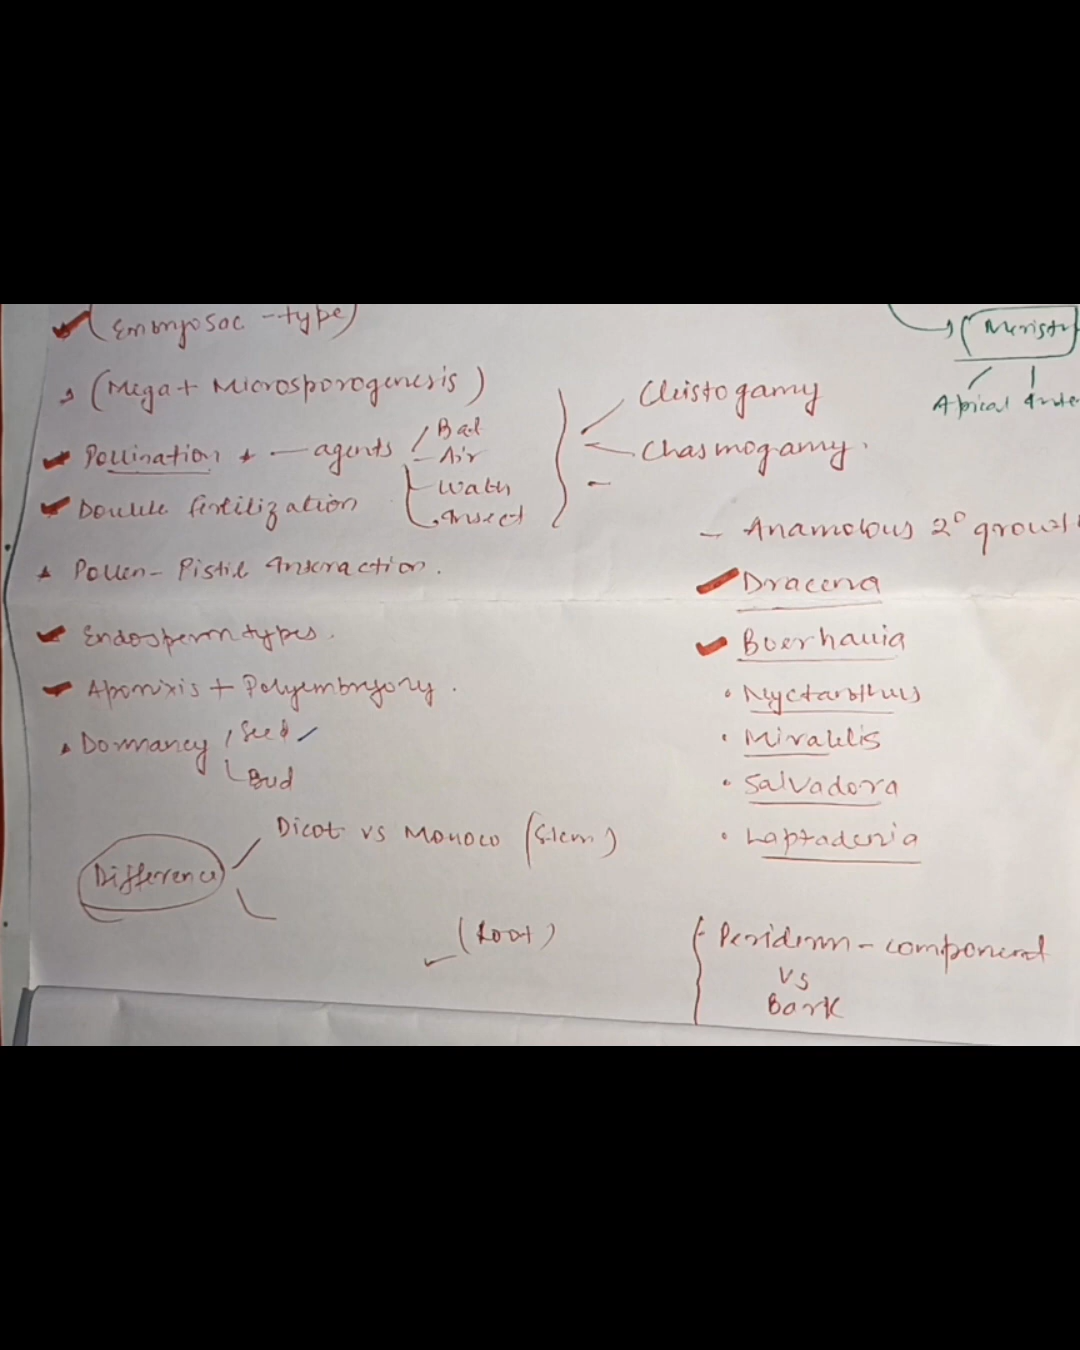 (Embryosac - type)
(Mega + Microsporogenesis)
Pollination + — agents
Bat
Air
Water
Insect
Cleistogamy
Chasmogamy.
Double fertilization
Pollen - Pistil Interaction.
Endosperm types.
Apomixis + Polyembryony.
Dormancy
Seed
Bud
Difference
Dicot vs Monoco (Stem)
(Root)
Apical
- Anamolous 2° growt
Dracena
Boerhavia
• Nyctanthus
• Mirabilis
• Salvadora
• Laptadenia
Periderm - component
vs
Bark